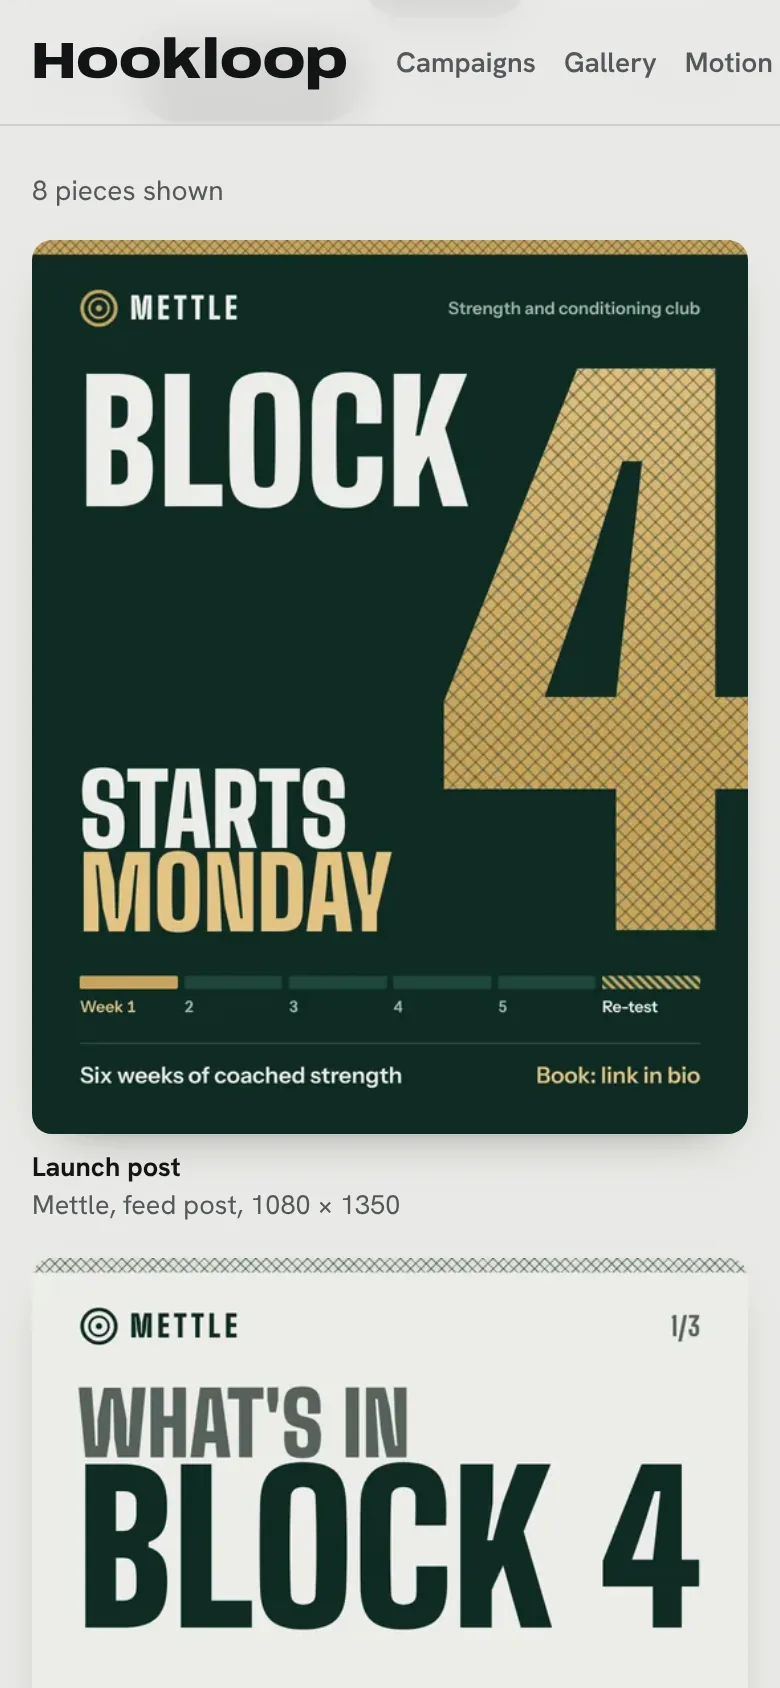 Hookloop Campaigns Gallery Motion
8 pieces shown
METTLE Strength and conditioning club
BLOCK
4
STARTS
MONDAY
Week 1 2 3 4 5 Re-test
Six weeks of coached strength Book: link in bio
Launch post
Mettle, feed post, 1080 × 1350
METTLE 1/3
WHAT'S IN
BLOCK 4